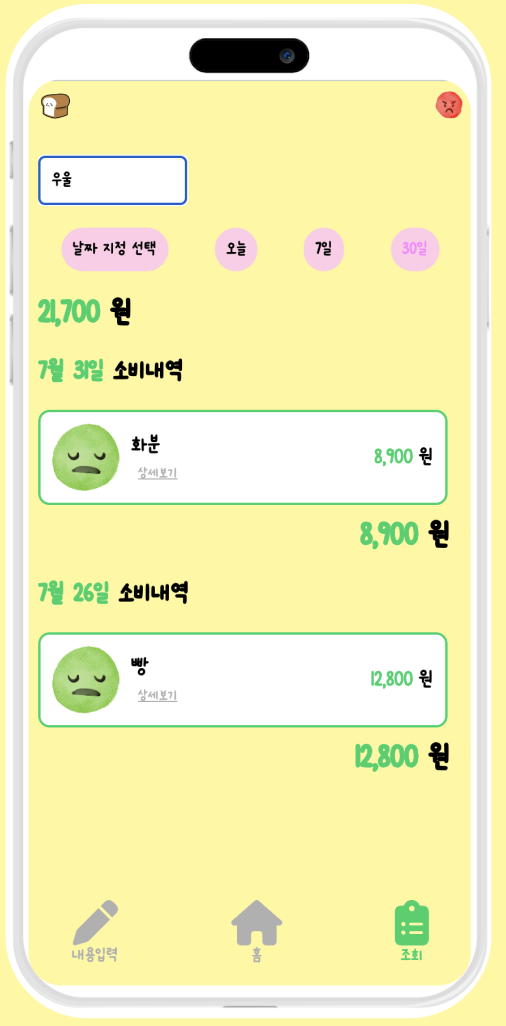 우울
날짜 지정 선택 오늘 7일 30일
21,700 원
7월 31일 소비내역
화분
상세보기
8,900 원
8,900 원
7월 26일 소비내역
빵
상세보기
12,800 원
12,800 원
내용입력 홈 조회